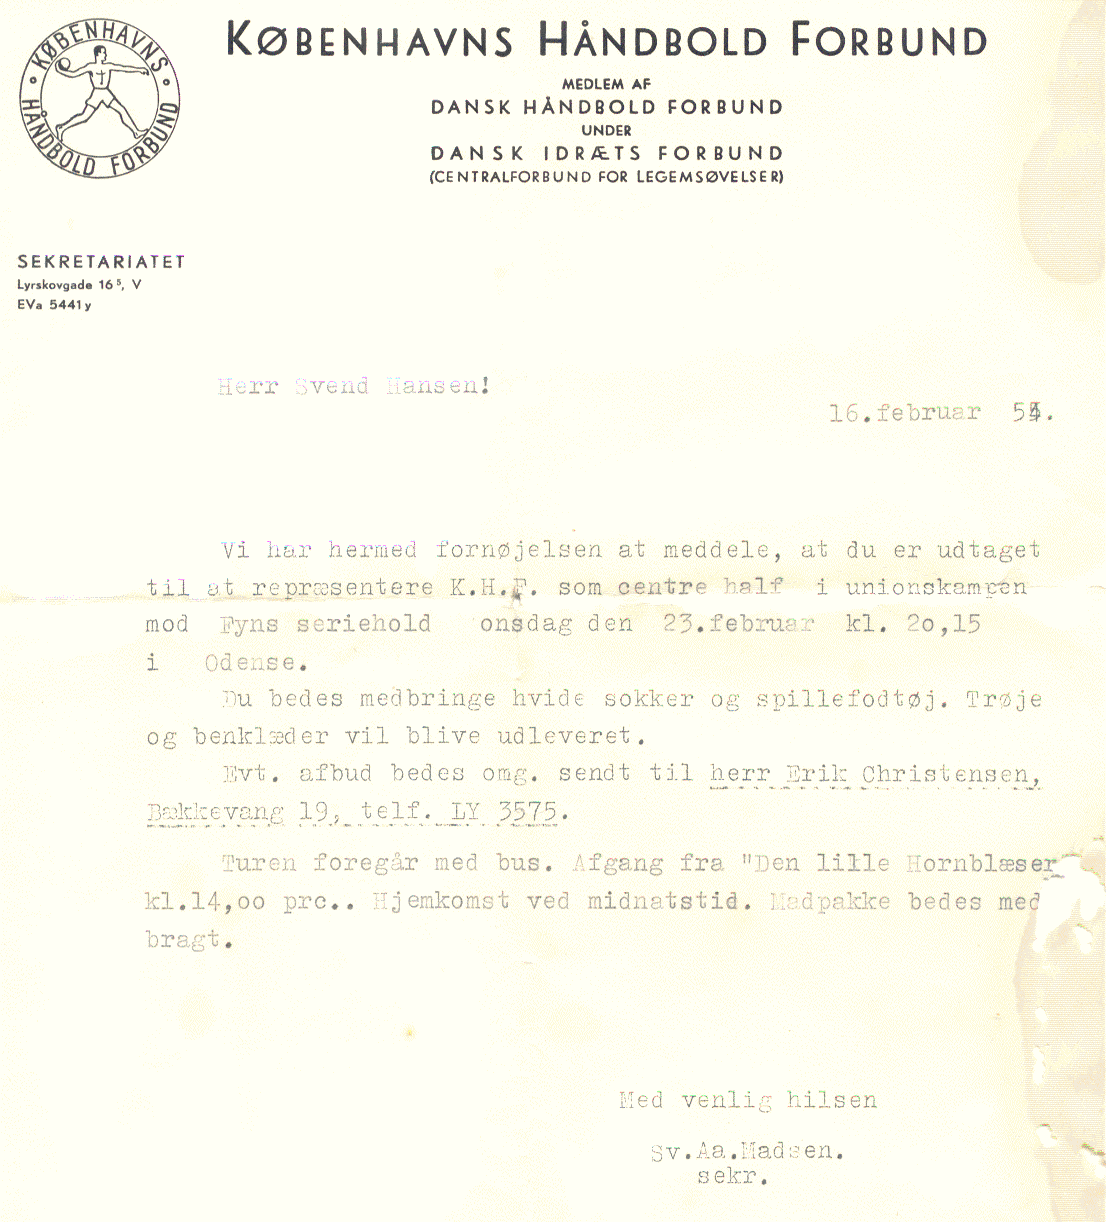 KØBENHAVNS HÅNDBOLD FORBUND
KØBENHAVNS HÅNDBOLD FORBUND
MEDLEM AF
DANSK HÅNDBOLD FORBUND
UNDER
DANSK IDRÆTS FORBUND
(CENTRALFORBUND FOR LEGEMSØVELSER)
SEKRETARIATET
Lyrskovgade 16⁵, V
EVa 5441 y
Herr Svend Hansen!
16.februar
Vi har hermed fornøjelsen at meddele, at du er udtaget
til at repræsentere K.H.F. som centre half i unionskampen
mod Fyns seriehold onsdag den 23.februar kl. 2o,15
i Odense.
Du bedes medbringe hvide sokker og spillefodtøj. Trøje
og benklæder vil blive udleveret.
Evt. afbud bedes omg. sendt til herr Erik Christensen,
Bækkevang 19, telf. LY 3575.
Turen foregår med bus. Afgang fra "Den lille Hornblæser
kl.14,oo prc.. Hjemkomst ved midnatstid. Madpakke bedes med
bragt.
Med venlig hilsen
Sv.Aa.Madsen.
sekr.